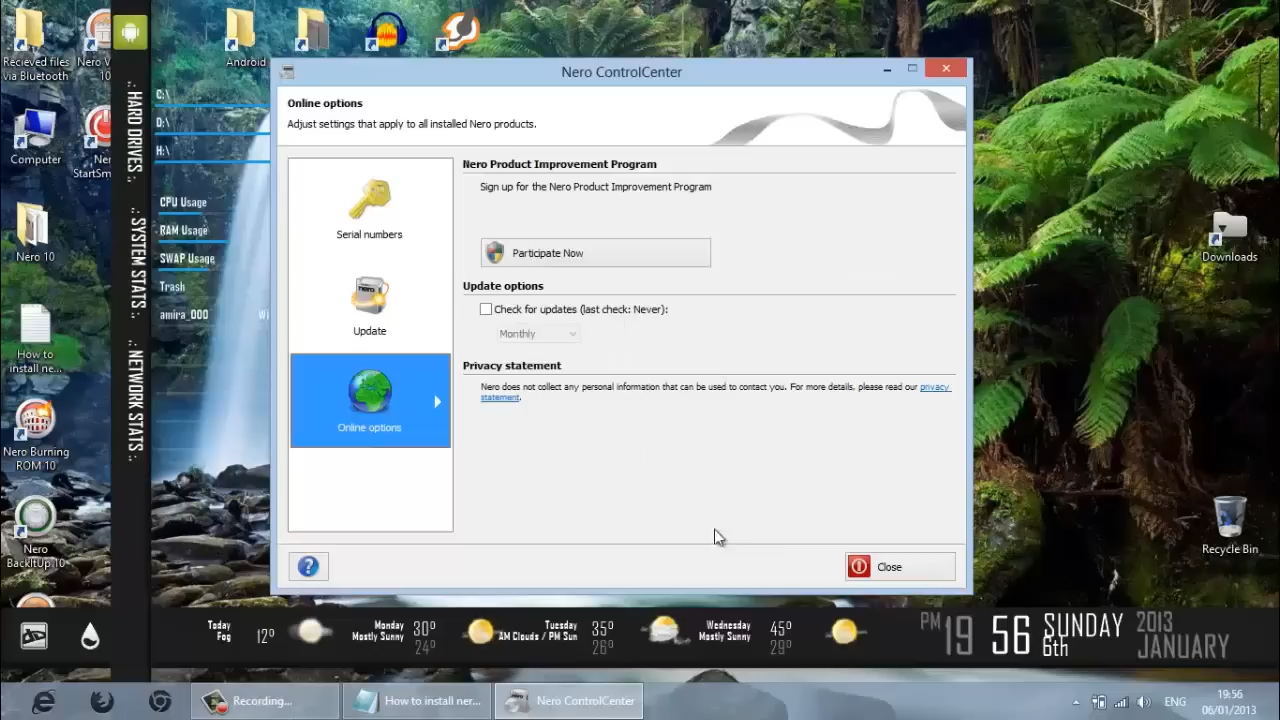 Recieved files
via Bluetooth
Nero V
10
Android
Computer
Ner
StartSm
Nero 10
How to
install ne...
Nero Burning
ROM 10
Nero
BackItUp 10
.: HARD DRIVES :.
.: SYSTEM STATS :.
.: NETWORK STATS :.
C:\
D:\
H:\
CPU Usage
RAM Usage
SWAP Usage
Trash
amira_000
Wi
Nero ControlCenter
Online options
Adjust settings that apply to all installed Nero products.
Serial numbers
nero
Update
Online options
Nero Product Improvement Program
Sign up for the Nero Product Improvement Program
Participate Now
Update options
Check for updates (last check: Never):
Monthly
Privacy statement
Nero does not collect any personal information that can be used to contact you. For more details, please read our privacy
statement.
?
Close
Downloads
Recycle Bin
Today
Fog
12°
Monday
Mostly Sunny
30°
24°
Tuesday
AM Clouds / PM Sun
35°
26°
Wednesday
Mostly Sunny
45°
29°
PM
19
56
SUNDAY
6th
2013
JANUARY
Recording...
How to install ner...
Nero ControlCenter
ENG
19:56
06/01/2013